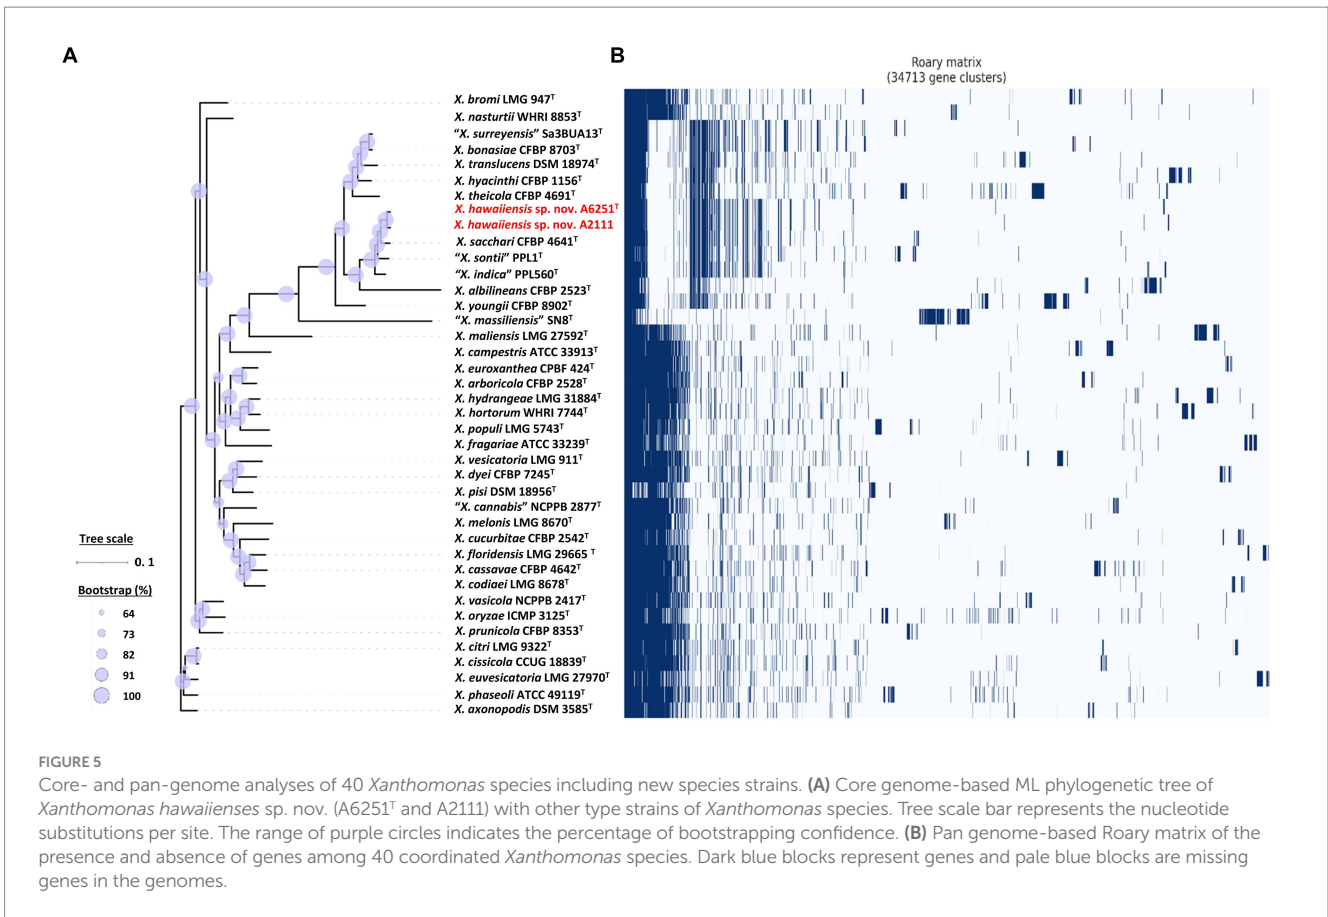 A
B
Roary matrix
(34713 gene clusters)
X. bromi LMG 947ᵀ
X. nasturtii WHRI 8853ᵀ
“X. surreyensis” Sa3BUA13ᵀ
X. bonasiae CFBP 8703ᵀ
X. translucens DSM 18974ᵀ
X. hyacinthi CFBP 1156ᵀ
X. theicola CFBP 4691ᵀ
X. hawaiiensis sp. nov. A6251ᵀ
X. hawaiiensis sp. nov. A2111
X. sacchari CFBP 4641ᵀ
“X. sontii” PPL1ᵀ
“X. indica” PPL560ᵀ
X. albilineans CFBP 2523ᵀ
X. youngii CFBP 8902ᵀ
“X. massiliensis” SN8ᵀ
X. maliensis LMG 27592ᵀ
X. campestris ATCC 33913ᵀ
X. euroxanthea CPBF 424ᵀ
X. arboricola CFBP 2528ᵀ
X. hydrangeae LMG 31884ᵀ
X. hortorum WHRI 7744ᵀ
X. populi LMG 5743ᵀ
X. fragariae ATCC 33239ᵀ
X. vesicatoria LMG 911ᵀ
X. dyei CFBP 7245ᵀ
X. pisi DSM 18956ᵀ
“X. cannabis” NCPPB 2877ᵀ
X. melonis LMG 8670ᵀ
X. cucurbitae CFBP 2542ᵀ
X. floridensis LMG 29665 ᵀ
X. cassavae CFBP 4642ᵀ
X. codiaei LMG 8678ᵀ
X. vasicola NCPPB 2417ᵀ
X. oryzae ICMP 3125ᵀ
X. prunicola CFBP 8353ᵀ
X. citri LMG 9322ᵀ
X. cissicola CCUG 18839ᵀ
X. euvesicatoria LMG 27970ᵀ
X. phaseoli ATCC 49119ᵀ
X. axonopodis DSM 3585ᵀ
Tree scale
0. 1
Bootstrap (%)
64
73
82
91
100
FIGURE 5
Core- and pan-genome analyses of 40 Xanthomonas species including new species strains. (A) Core genome-based ML phylogenetic tree of
Xanthomonas hawaiienses sp. nov. (A6251ᵀ and A2111) with other type strains of Xanthomonas species. Tree scale bar represents the nucleotide
substitutions per site. The range of purple circles indicates the percentage of bootstrapping confidence. (B) Pan genome-based Roary matrix of the
presence and absence of genes among 40 coordinated Xanthomonas species. Dark blue blocks represent genes and pale blue blocks are missing
genes in the genomes.